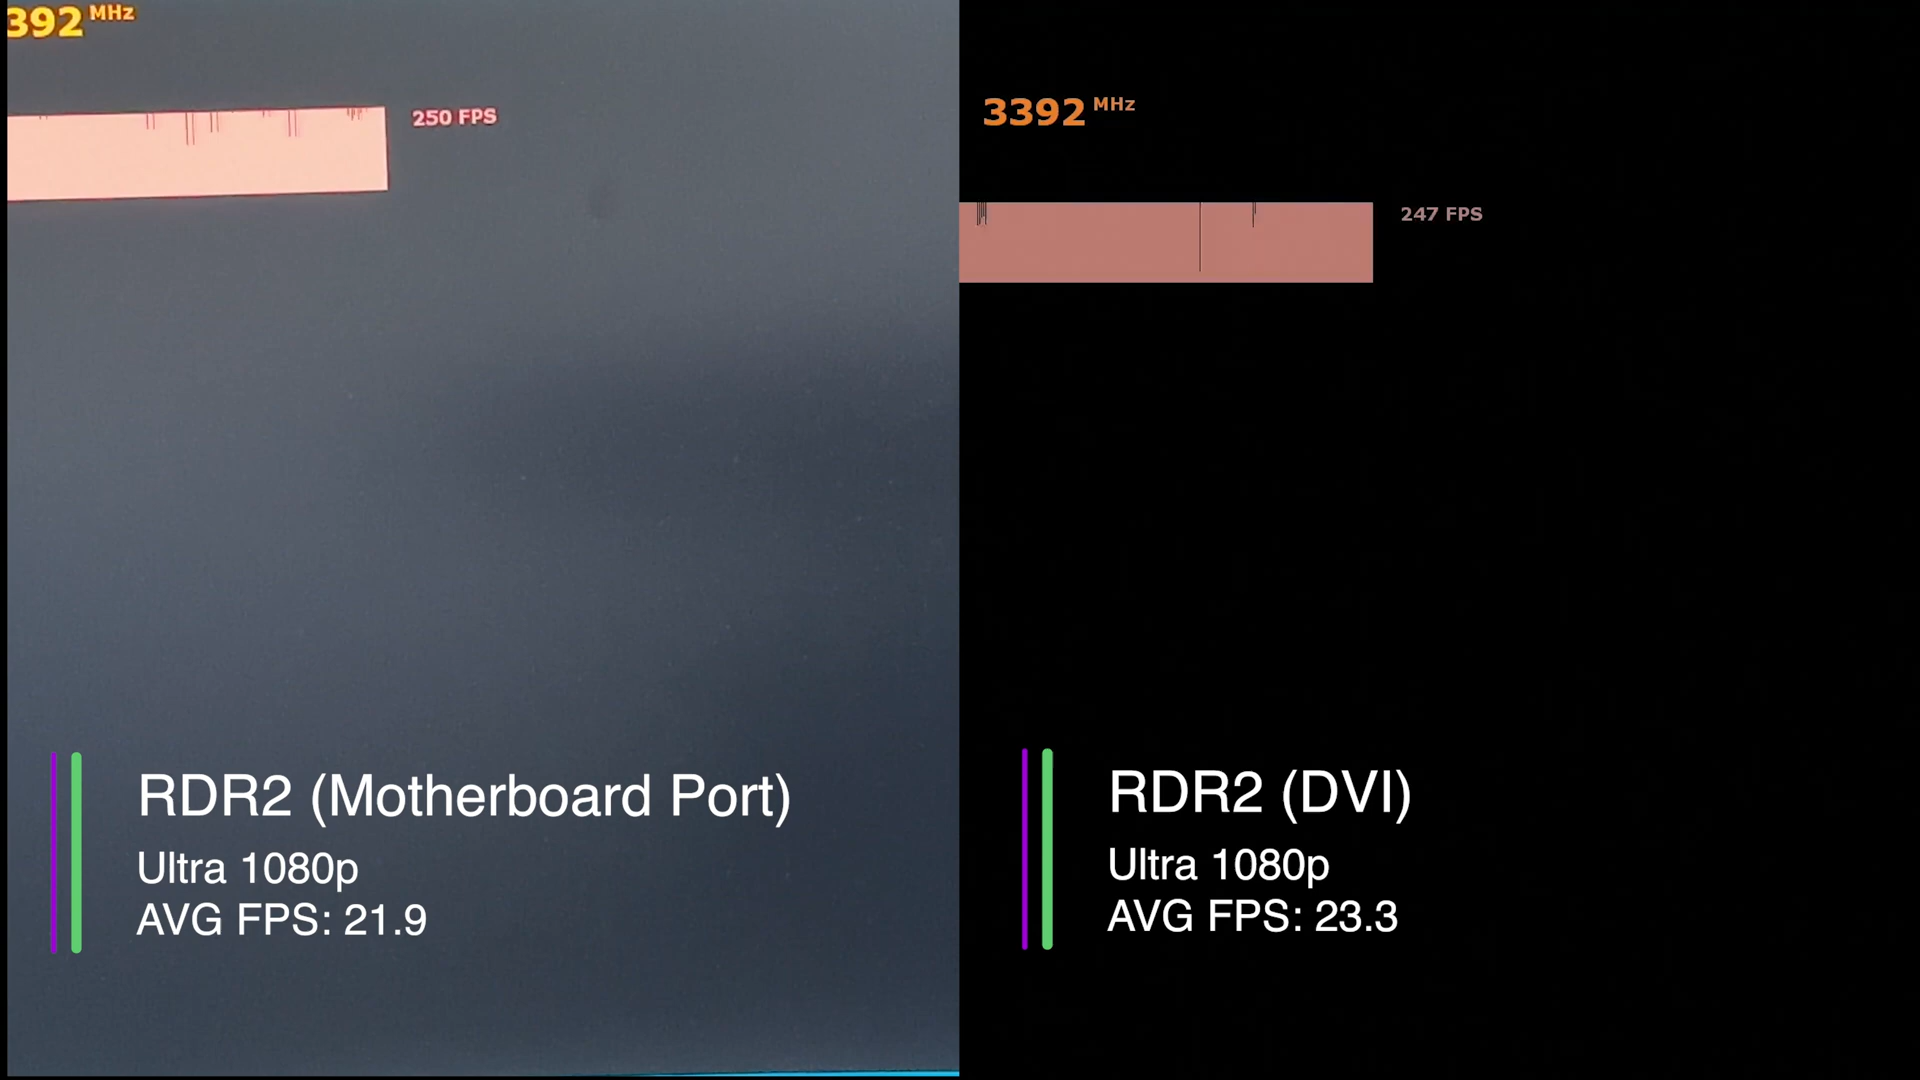 392 MHz
250 FPS
RDR2 (Motherboard Port)
Ultra 1080p
AVG FPS: 21.9
3392 MHz
247 FPS
RDR2 (DVI)
Ultra 1080p
AVG FPS: 23.3